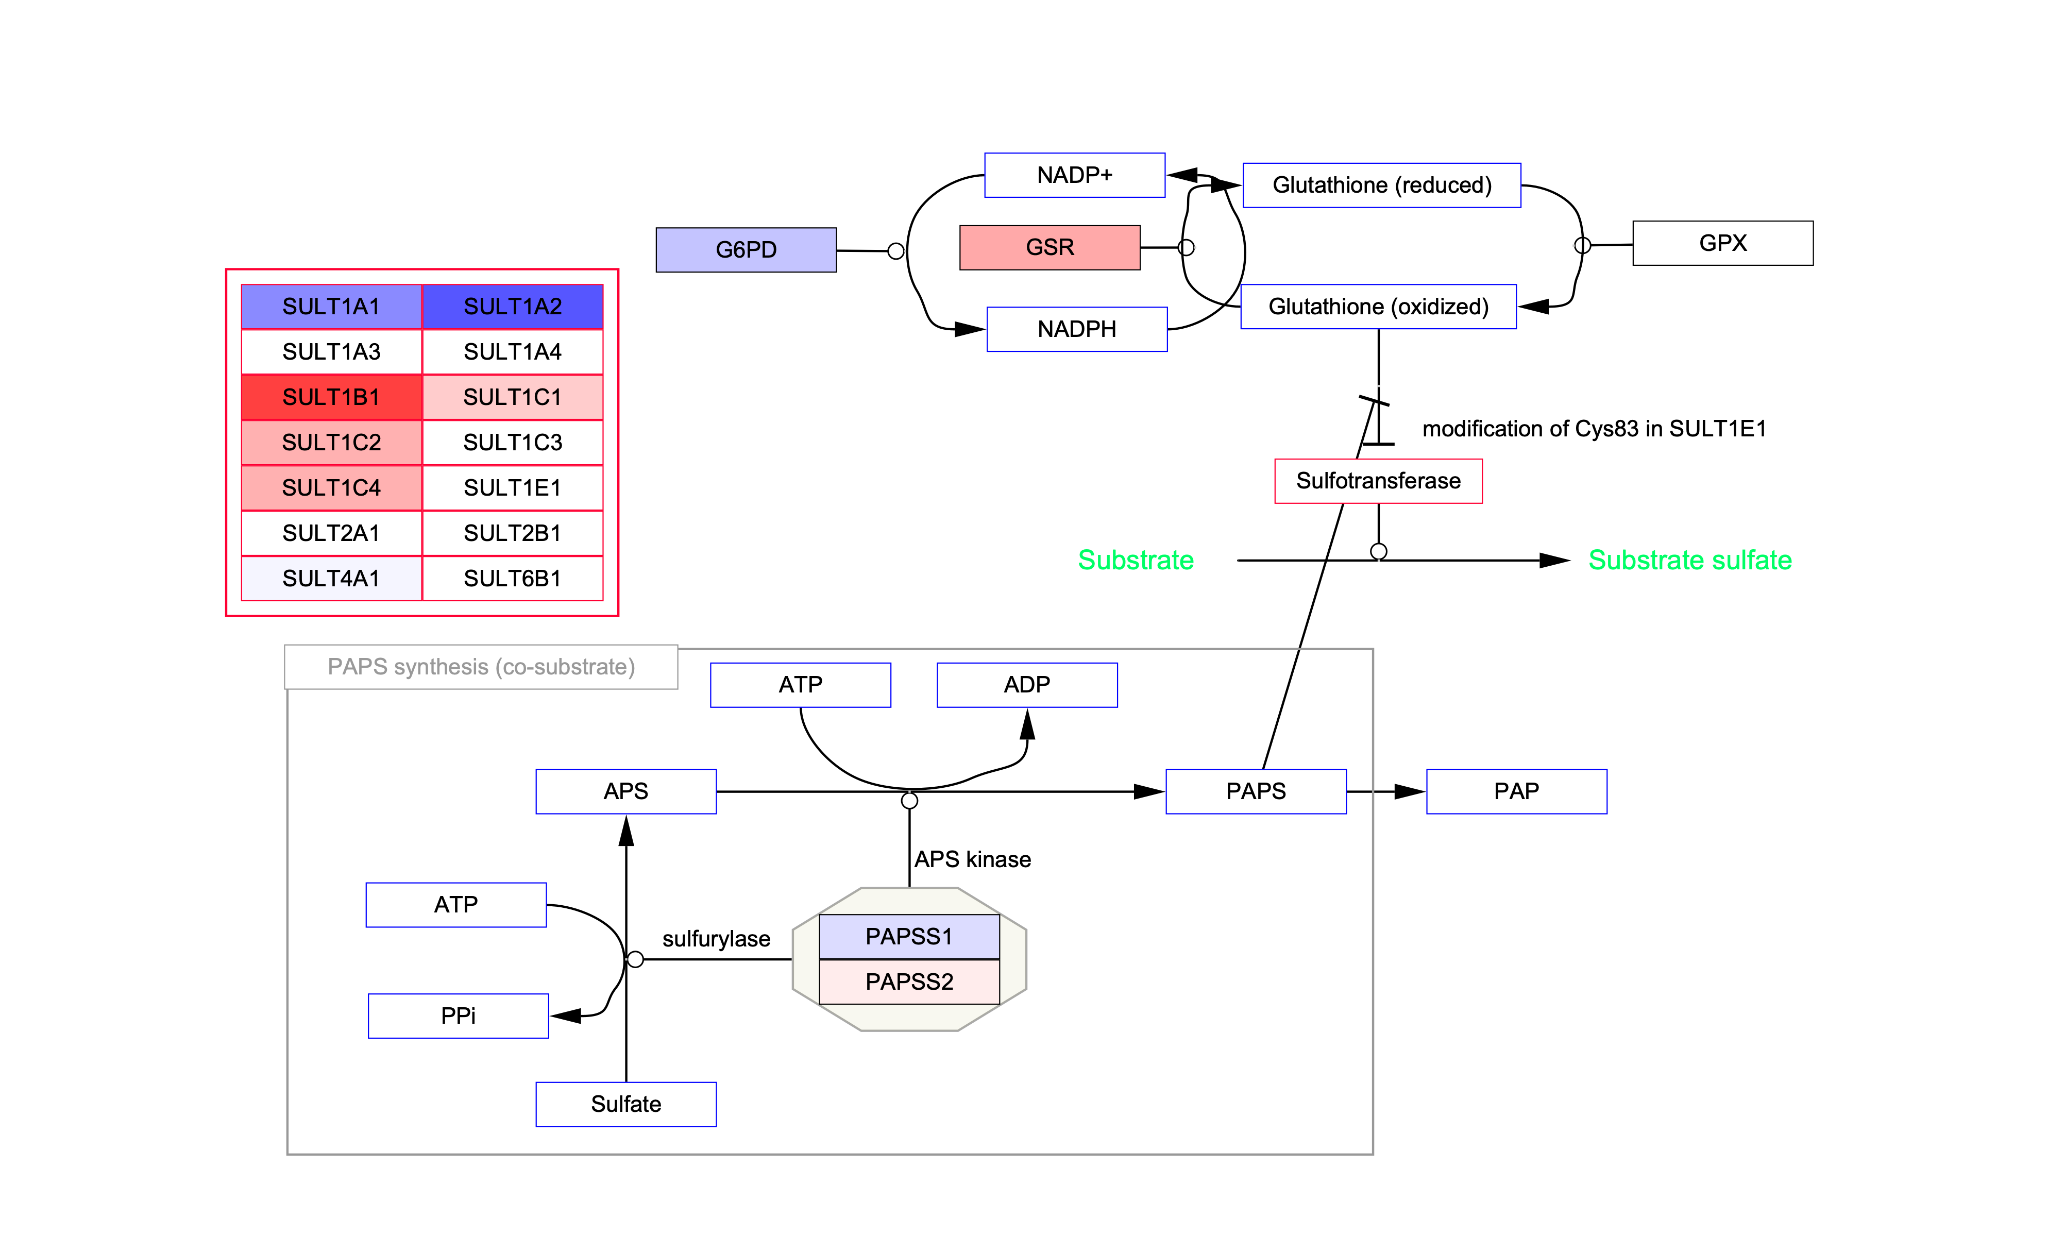 NADP+
Glutathione (reduced)
G6PD
GSR
GPX
NADPH
Glutathione (oxidized)
SULT1A1
SULT1A2
SULT1A3
SULT1A4
SULT1B1
SULT1C1
SULT1C2
SULT1C3
SULT1C4
SULT1E1
SULT2A1
SULT2B1
SULT4A1
SULT6B1
modification of Cys83 in SULT1E1
Sulfotransferase
Substrate
Substrate sulfate
PAPS synthesis (co-substrate)
ATP
ADP
APS
PAPS
PAP
APS kinase
ATP
sulfurylase
PAPSS1
PAPSS2
PPi
Sulfate